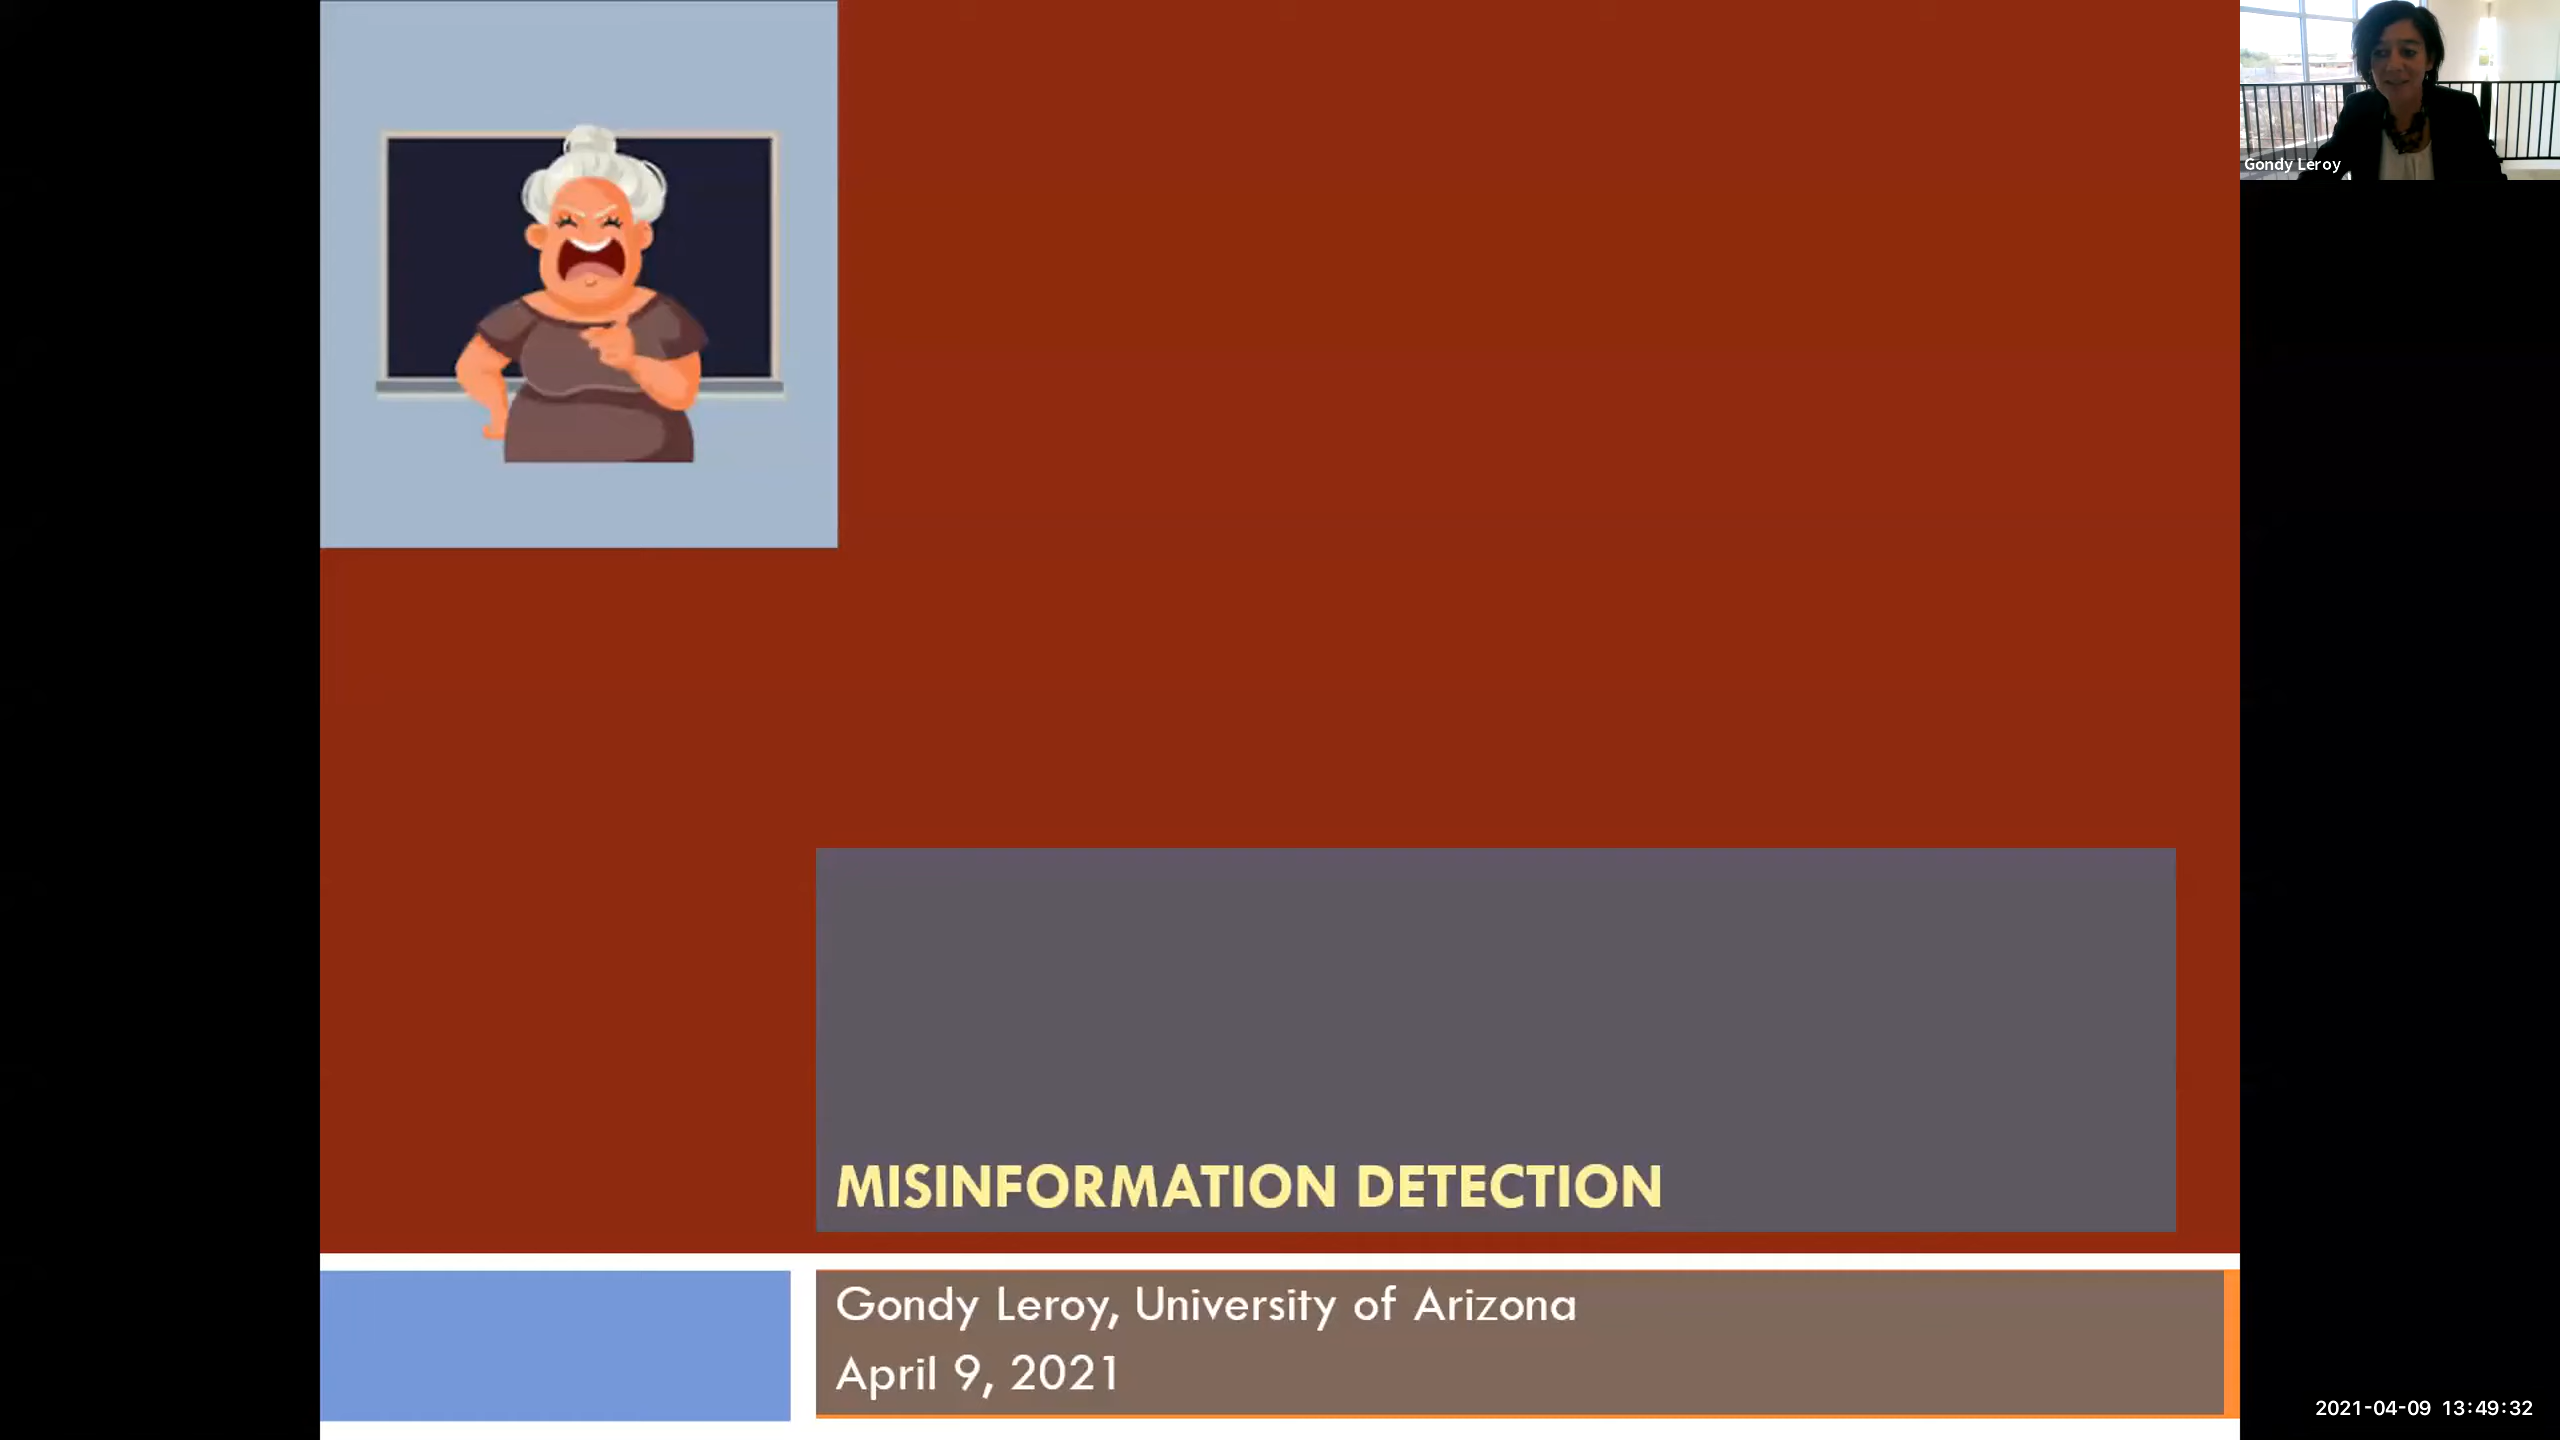 Gondy Leroy
MISINFORMATION DETECTION
Gondy Leroy, University of Arizona
April 9, 2021
2021-04-09 13:49:32